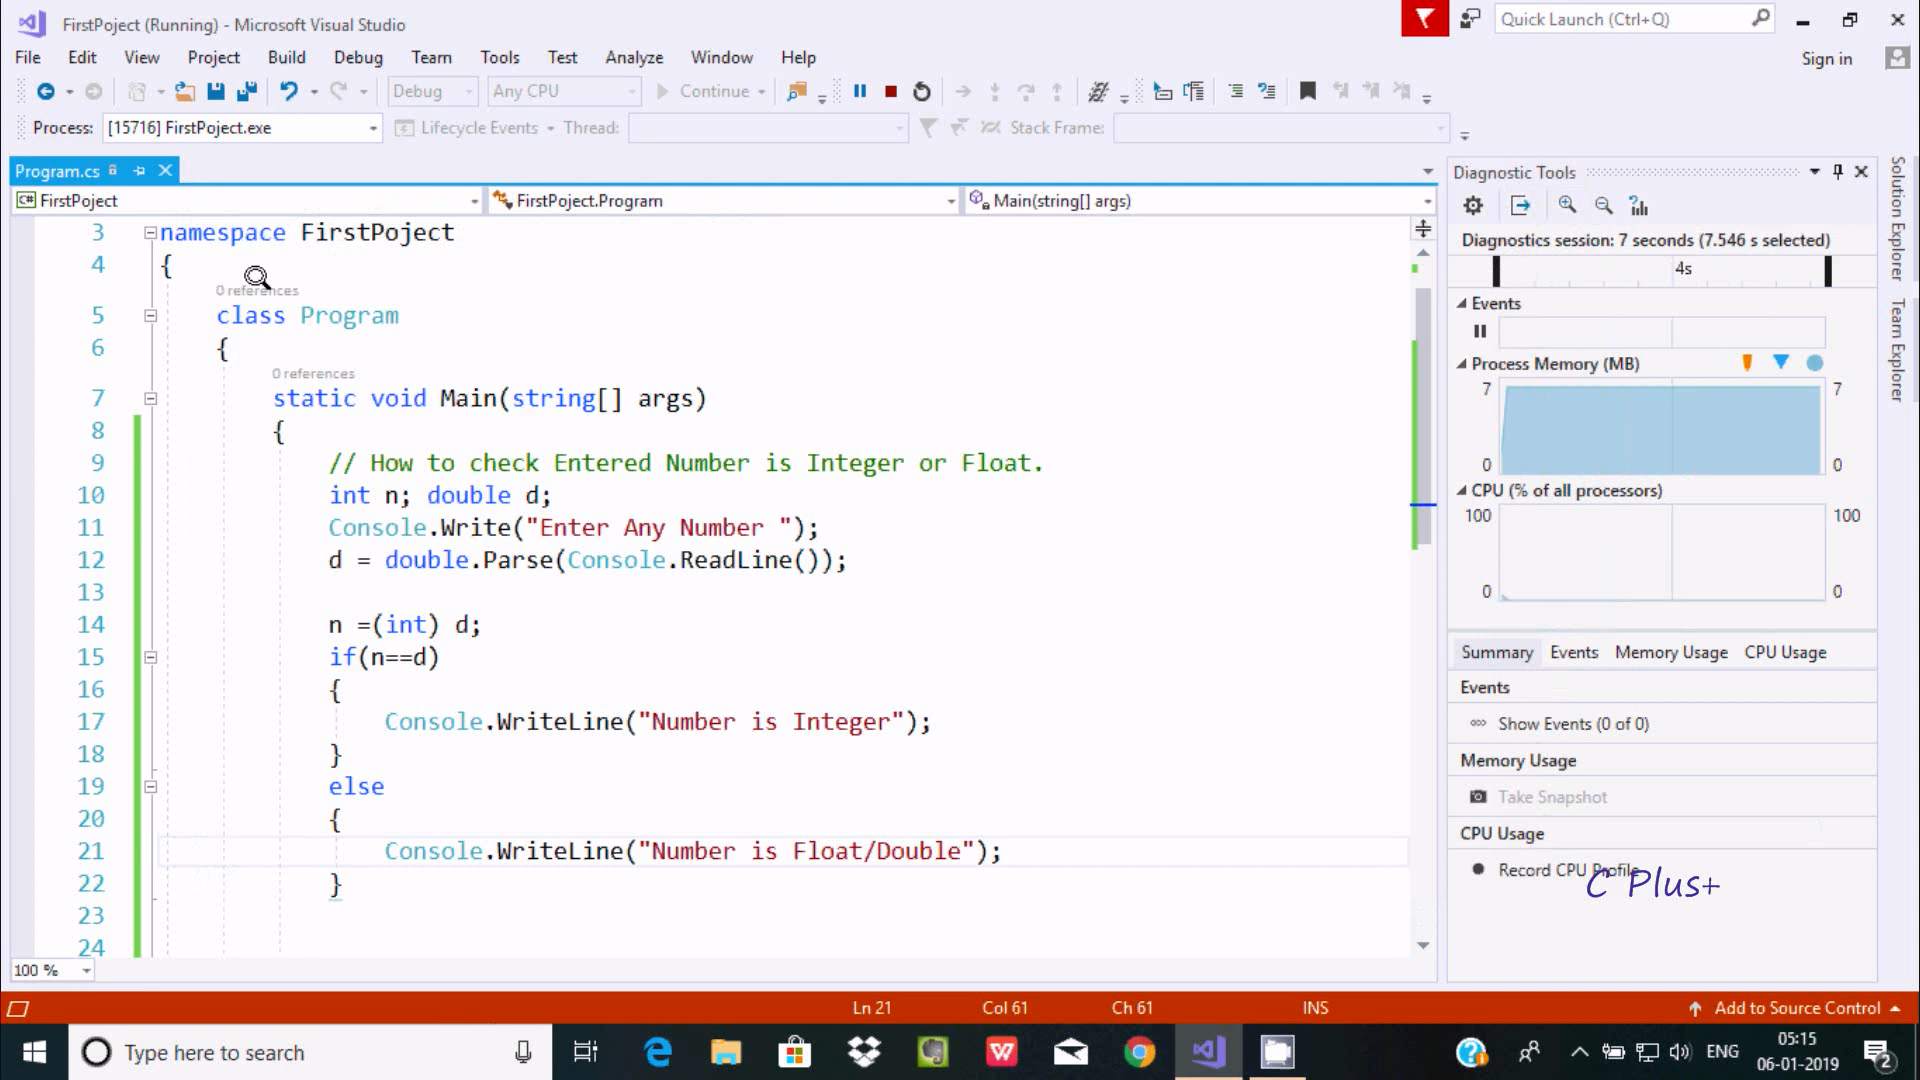 FirstPoject (Running) - Microsoft Visual Studio
Quick Launch (Ctrl+Q)
File Edit View Project Build Debug Team Tools Test Analyze Window Help
Sign in
Debug Any CPU Continue
Process: [15716] FirstPoject.exe Lifecycle Events Thread: Stack Frame:
Program.cs
C# FirstPoject FirstPoject.Program Main(string[] args)
3 namespace FirstPoject
4 {
0 references
5 class Program
6 {
0 references
7 static void Main(string[] args)
8 {
9 // How to check Entered Number is Integer or Float.
10 int n; double d;
11 Console.Write("Enter Any Number ");
12 d = double.Parse(Console.ReadLine());
13
14 n =(int) d;
15 if(n==d)
16 {
17 Console.WriteLine("Number is Integer");
18 }
19 else
20 {
21 Console.WriteLine("Number is Float/Double");
22 }
23
24
100 %
Diagnostic Tools
Diagnostics session: 7 seconds (7.546 s selected)
4s
Events
Process Memory (MB)
7 7
0 0
CPU (% of all processors)
100 100
0 0
Summary Events Memory Usage CPU Usage
Events
Show Events (0 of 0)
Memory Usage
Take Snapshot
CPU Usage
Record CPU Profile
C Plus+
Solution Explorer
Team Explorer
Ln 21 Col 61 Ch 61 INS Add to Source Control
Type here to search
ENG
05:15
06-01-2019
2